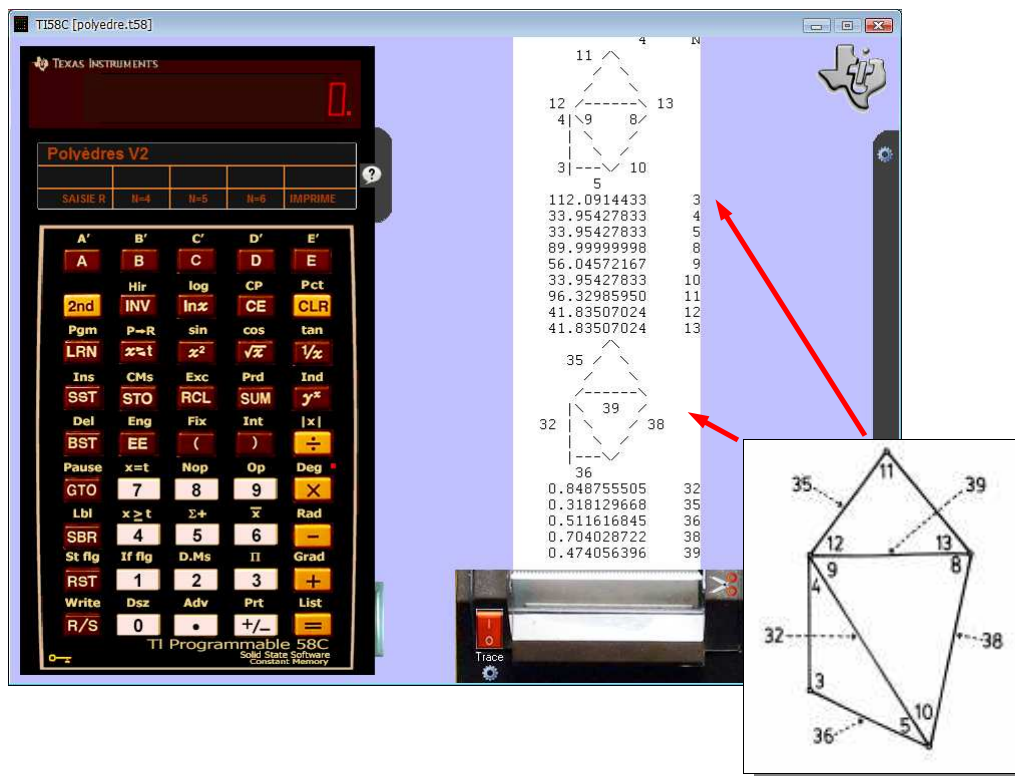 TI58C [polyedre.t58]
TEXAS INSTRUMENTS
0.
Polyèdres V2
SAISIE R N=4 N=5 N=6 IMPRIME
?
A' B' C' D' E'
A B C D E
Hir log CP Pct
2nd INV lnx CE CLR
Pgm P→R sin cos tan
LRN x⇄t x² √x 1/x
Ins CMs Exc Prd Ind
SST STO RCL SUM yˣ
Del Eng Fix Int |x|
BST EE ( ) ÷
Pause x=t Nop Op Deg
GTO 7 8 9 ×
Lbl x≥t Σ+ x̅ Rad
SBR 4 5 6 −
St flg If flg D.Ms Π Grad
RST 1 2 3 +
Write Dsz Adv Prt List
R/S 0 • +/− =
TI Programmable 58C
Solid State Software
Constant Memory
4 N
11
12 13
4 9 8
3 10
5
112.0914433 3
33.95427833 4
33.95427833 5
89.99999998 8
56.04572167 9
33.95427833 10
96.32985950 11
41.83507024 12
41.83507024 13
35
39
32 38
36
0.848755505 32
0.318129668 35
0.511616845 36
0.704028722 38
0.474056396 39
I
O
Trace
11
35 39
12 13
9 8
4
32 38
3
10
5
36